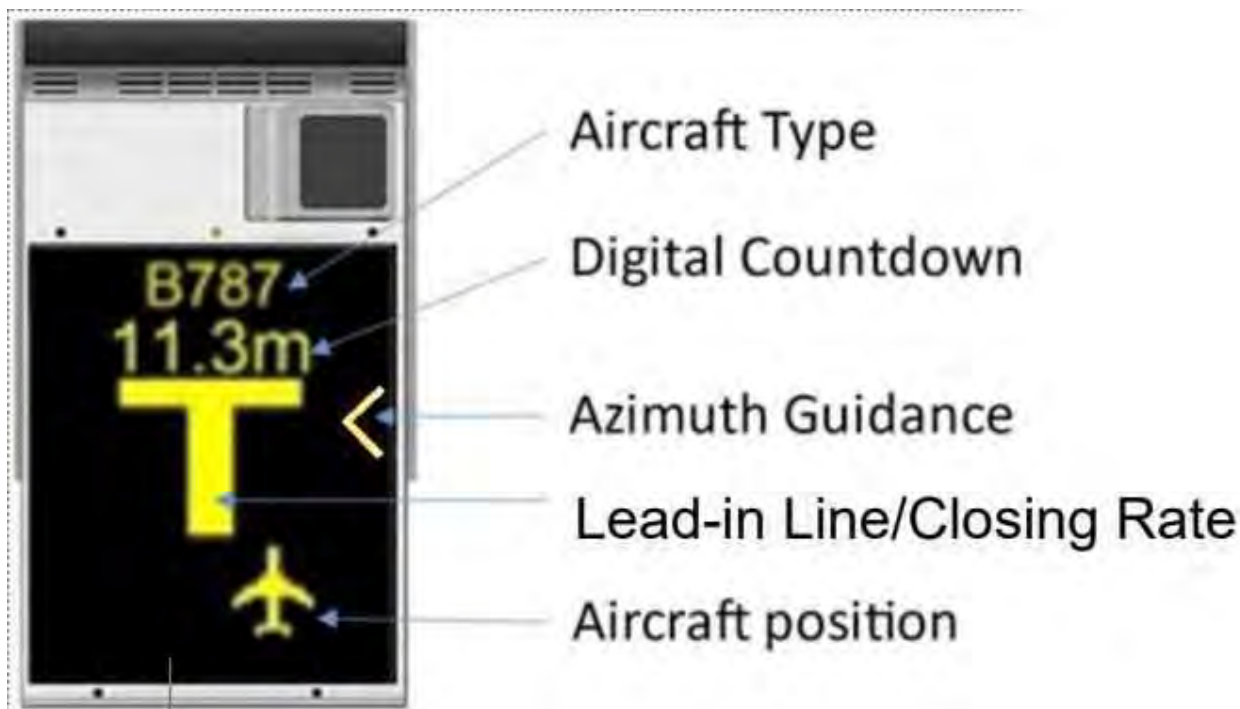 B787
11.3m
Aircraft Type
Digital Countdown
Azimuth Guidance
Lead-in Line/Closing Rate
Aircraft position